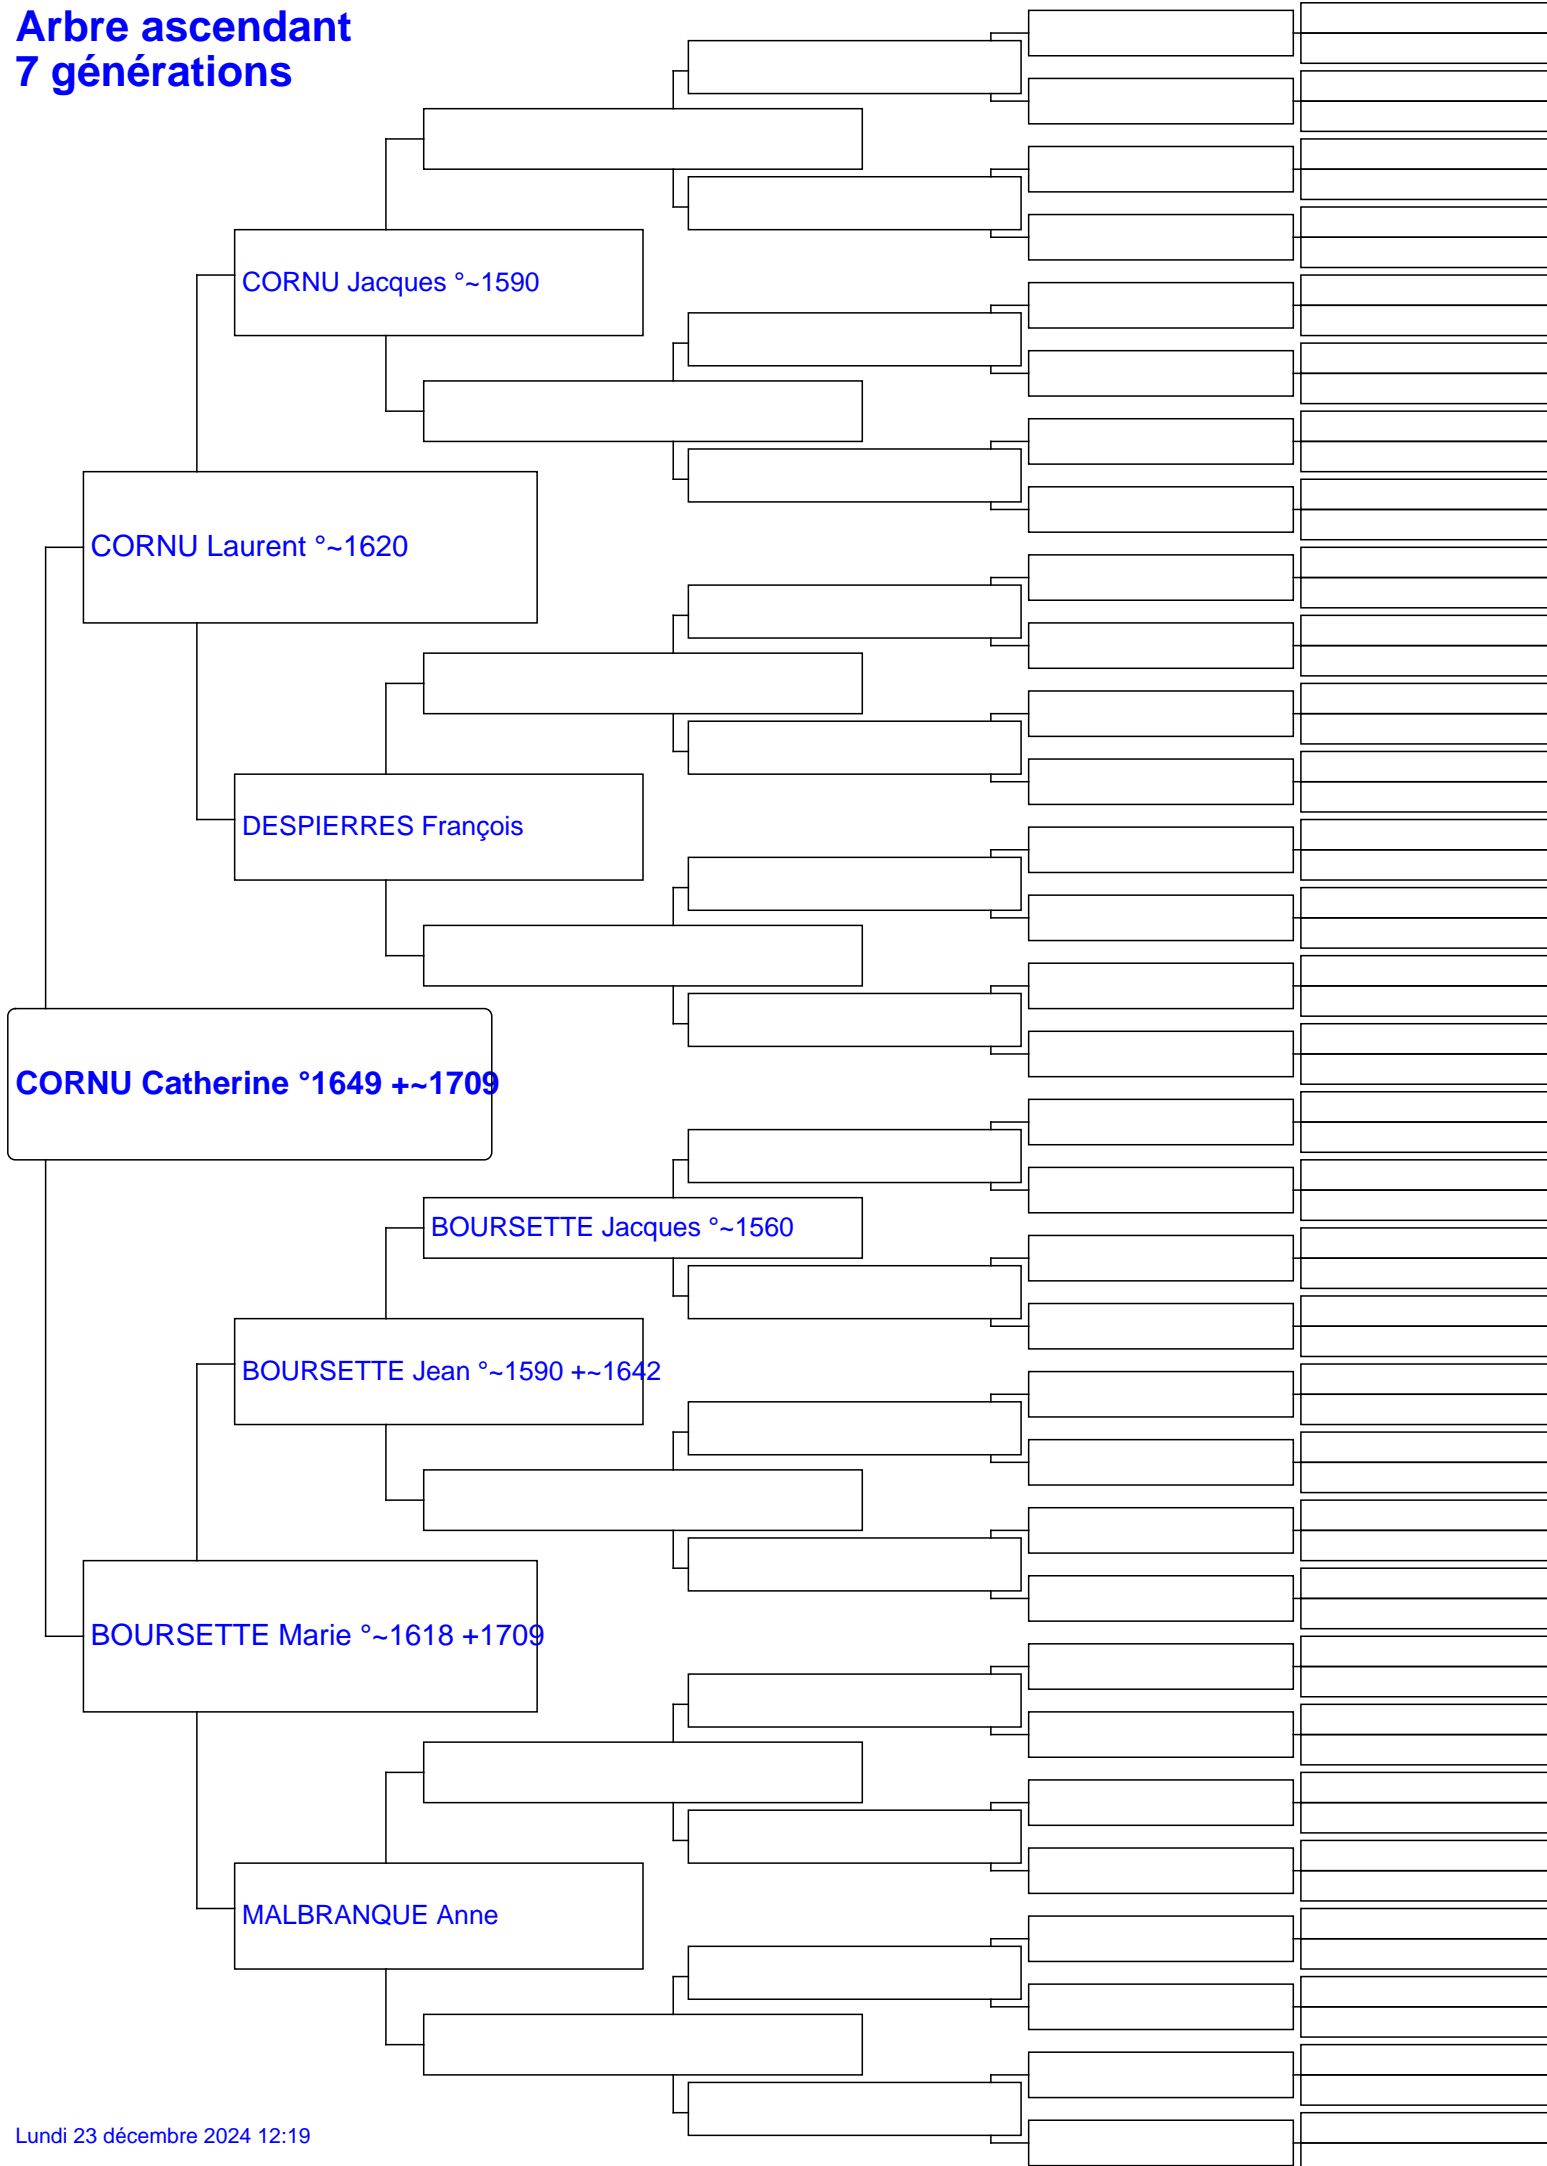 Arbre ascendant
7 générations
CORNU Jacques °~1590
CORNU Laurent °~1620
DESPIERRES François
CORNU Catherine °1649 +~1709
BOURSETTE Jacques °~1560
BOURSETTE Jean °~1590 +~1642
BOURSETTE Marie °~1618 +1709
MALBRANQUE Anne
Lundi 23 décembre 2024 12:19